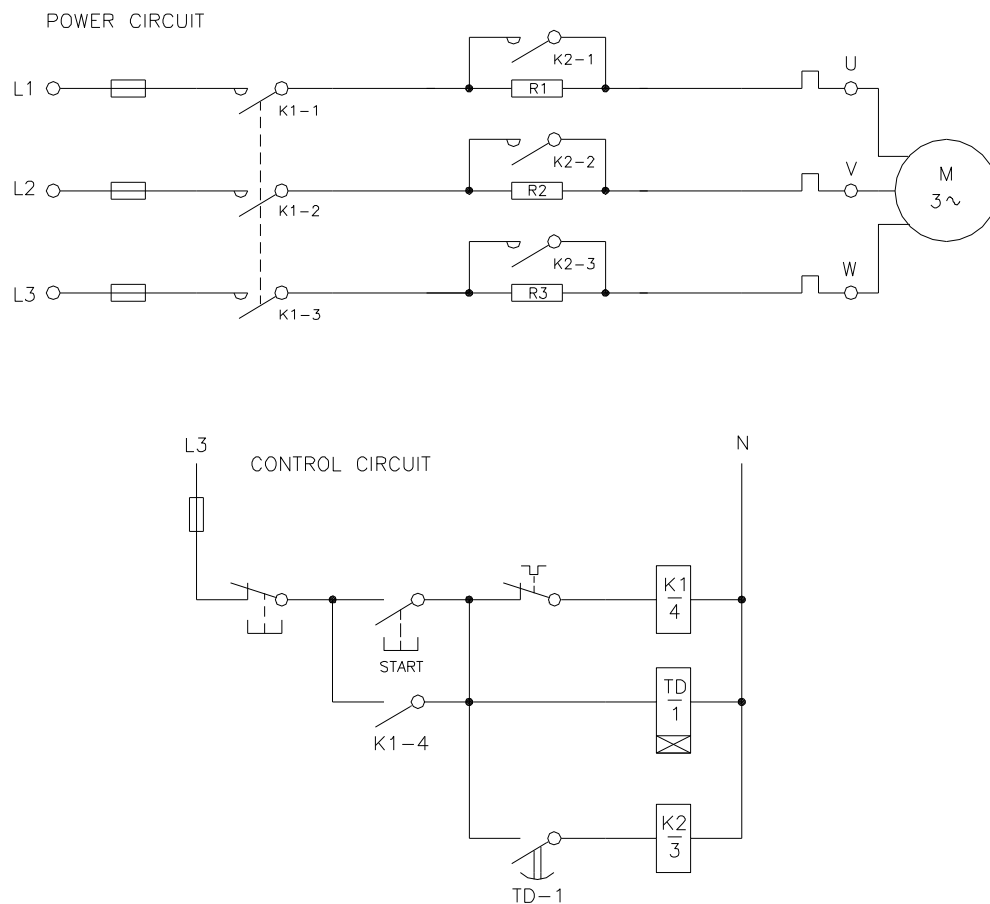 POWER CIRCUIT
K2-1
L1
R1
U
K1-1
K2-2
V
M
3~
L2
R2
K1-2
K2-3
W
L3
R3
K1-3
L3
N
CONTROL CIRCUIT
K1
4
START
TD
1
K1-4
K2
3
TD-1